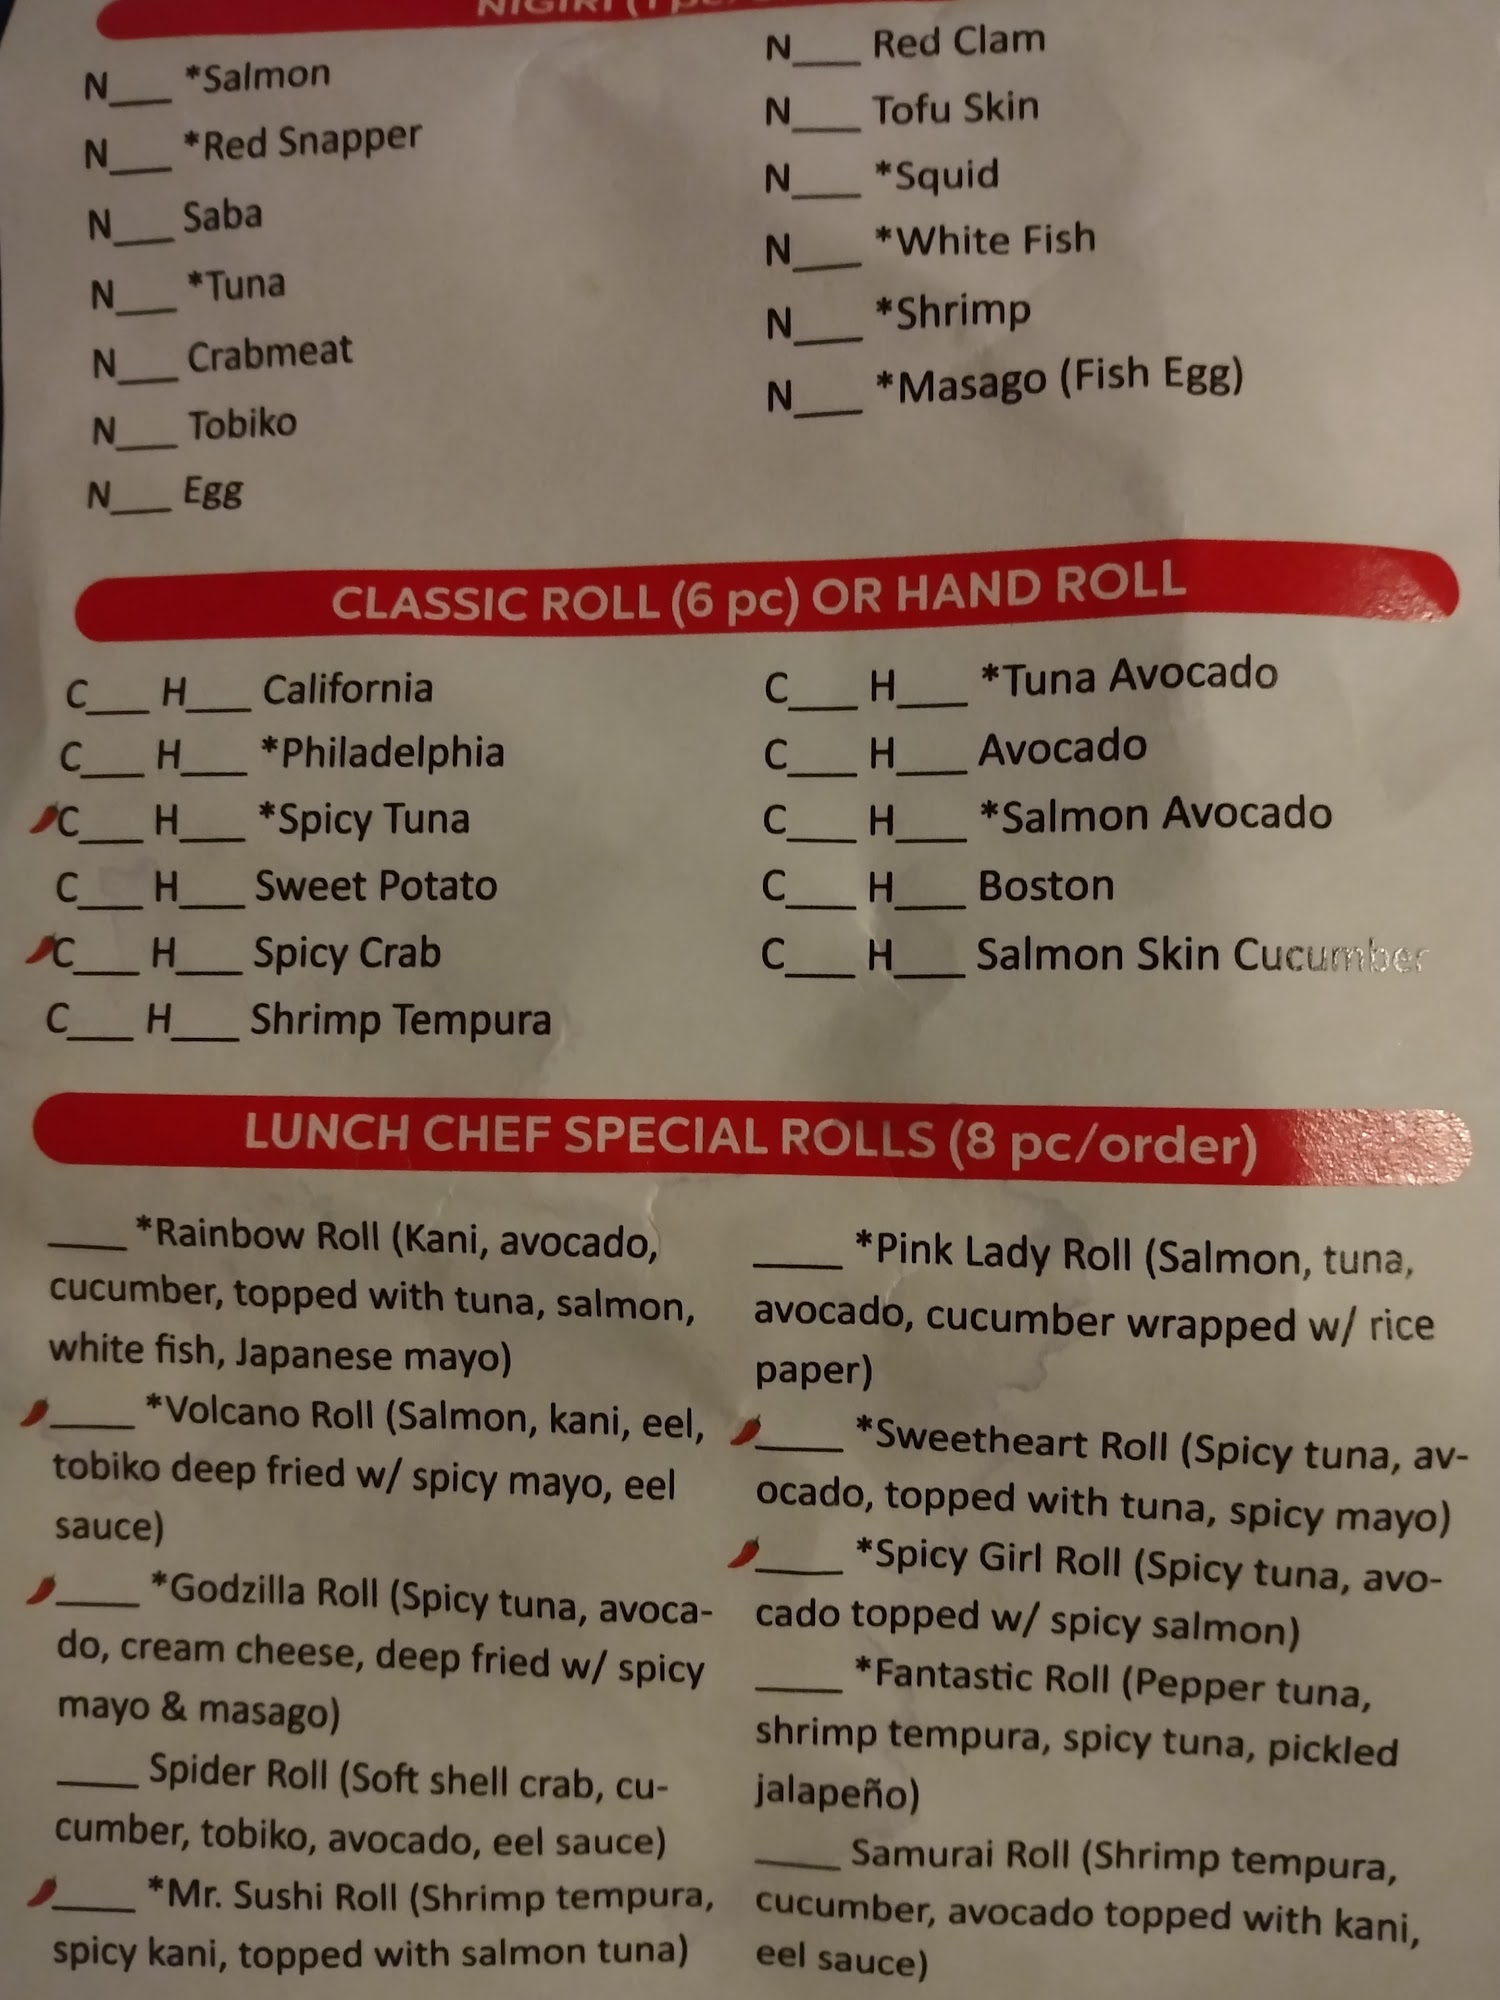 NIGIRI (1
N___ *Salmon
N___ *Red Snapper
N___ Saba
N___ *Tuna
N___ Crabmeat
N___ Tobiko
N___ Egg
N___ Red Clam
N___ Tofu Skin
N___ *Squid
N___ *White Fish
N___ *Shrimp
N___ *Masago (Fish Egg)
CLASSIC ROLL (6 pc) OR HAND ROLL
C___ H___ California
C___ H___ *Philadelphia
C___ H___ *Spicy Tuna
C___ H___ Sweet Potato
C___ H___ Spicy Crab
C___ H___ Shrimp Tempura
C___ H___ *Tuna Avocado
C___ H___ Avocado
C___ H___ *Salmon Avocado
C___ H___ Boston
C___ H___ Salmon Skin Cucumber
LUNCH CHEF SPECIAL ROLLS (8 pc/order)
____ *Rainbow Roll (Kani, avocado,
cucumber, topped with tuna, salmon,
white fish, Japanese mayo)
____ *Volcano Roll (Salmon, kani, eel,
tobiko deep fried w/ spicy mayo, eel
sauce)
____ *Godzilla Roll (Spicy tuna, avoca-
do, cream cheese, deep fried w/ spicy
mayo & masago)
____ Spider Roll (Soft shell crab, cu-
cumber, tobiko, avocado, eel sauce)
____ *Mr. Sushi Roll (Shrimp tempura,
spicy kani, topped with salmon tuna)
____ *Pink Lady Roll (Salmon, tuna,
avocado, cucumber wrapped w/ rice
paper)
____ *Sweetheart Roll (Spicy tuna, av-
ocado, topped with tuna, spicy mayo)
____ *Spicy Girl Roll (Spicy tuna, avo-
cado topped w/ spicy salmon)
____ *Fantastic Roll (Pepper tuna,
shrimp tempura, spicy tuna, pickled
jalapeño)
____ Samurai Roll (Shrimp tempura,
cucumber, avocado topped with kani,
eel sauce)